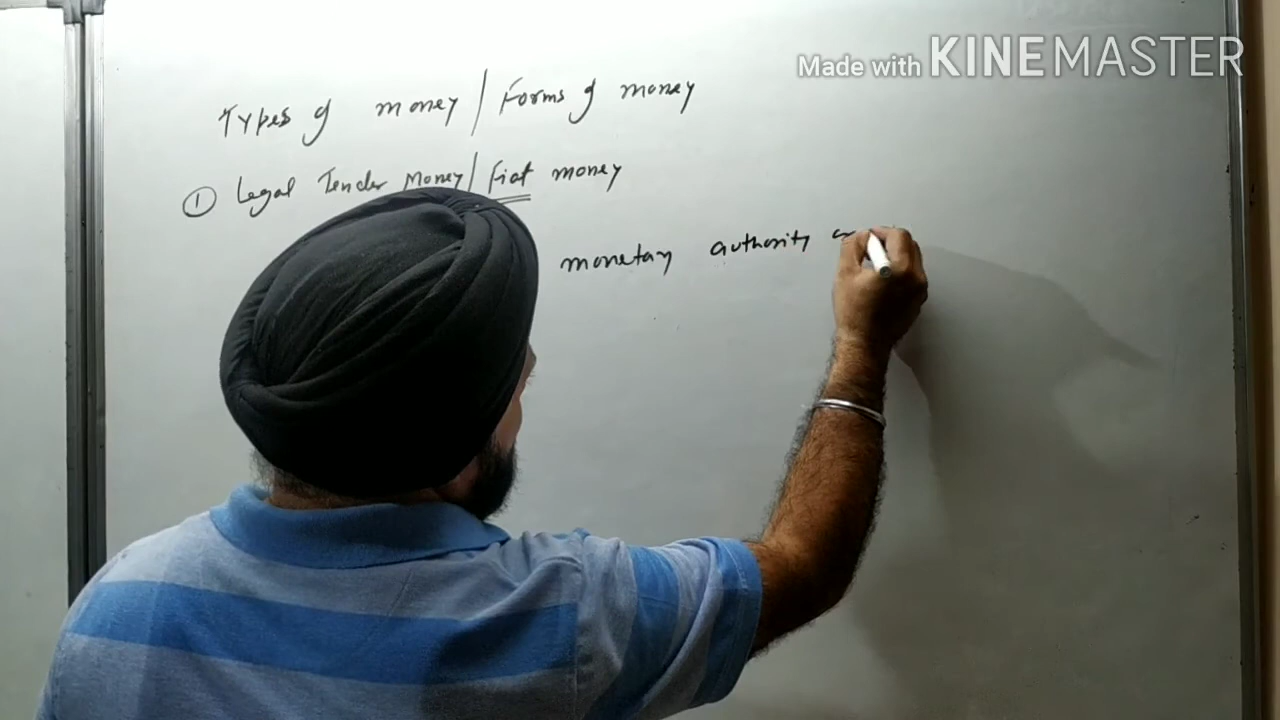 Made with KINEMASTER
Types of money / Forms of money
① Legal Tender Money / Fiat money
monetary authority